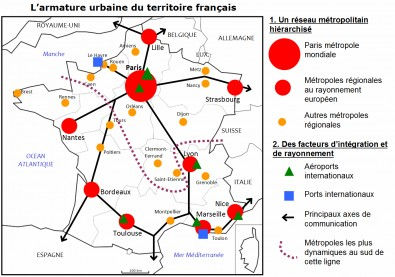 L'armature urbaine du territoire français
ROYAUME-UNI
BELGIQUE
ALLEMAGNE
Manche
Lille
LUX.
Amiens
Le Havre
Rouen
Caen
Paris
Metz
Nancy
Strasbourg
Brest
Rennes
Orléans
Tours
Dijon
SUISSE
Nantes
OCEAN
ATLANTIQUE
Poitiers
Clermont-
Ferrand
Lyon
Saint-Etienne
Grenoble
ITALIE
Bordeaux
Nice
Montpellier
Marseille
Toulouse
Toulon
ESPAGNE
Mer Méditerranée
100 km
1. Un réseau métropolitain
hiérarchisé
Paris métropole
mondiale
Métropoles régionales
au rayonnement
européen
Autres métropoles
régionales
2. Des facteurs d'intégration et
de rayonnement
Aéroports
internationaux
Ports internationaux
Principaux axes de
communication
Métropoles les plus
dynamiques au sud de
cette ligne